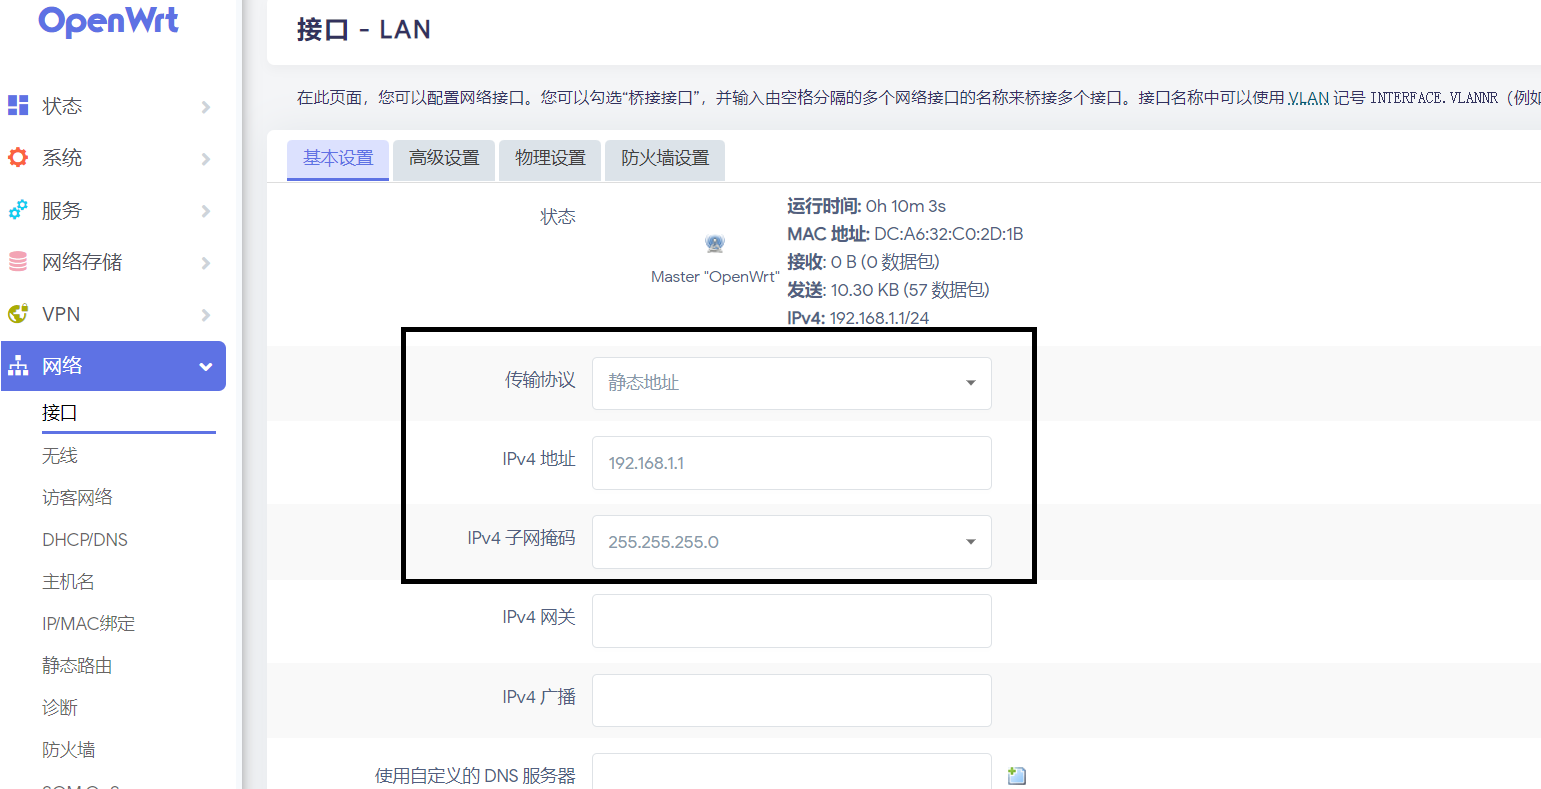 OpenWrt
状态
系统
服务
网络存储
VPN
网络
接口
无线
访客网络
DHCP/DNS
主机名
IP/MAC绑定
静态路由
诊断
防火墙
接口 - LAN
在此页面，您可以配置网络接口。您可以勾选“桥接接口”，并输入由空格分隔的多个网络接口的名称来桥接多个接口。接口名称中可以使用 VLAN 记号 INTERFACE.VLANNR（例如
基本设置 高级设置 物理设置 防火墙设置
状态
Master "OpenWrt"
运行时间: 0h 10m 3s
MAC 地址: DC:A6:32:C0:2D:1B
接收: 0 B (0 数据包)
发送: 10.30 KB (57 数据包)
IPv4: 192.168.1.1/24
传输协议 静态地址
IPv4 地址 192.168.1.1
IPv4 子网掩码 255.255.255.0
IPv4 网关
IPv4 广播
使用自定义的 DNS 服务器